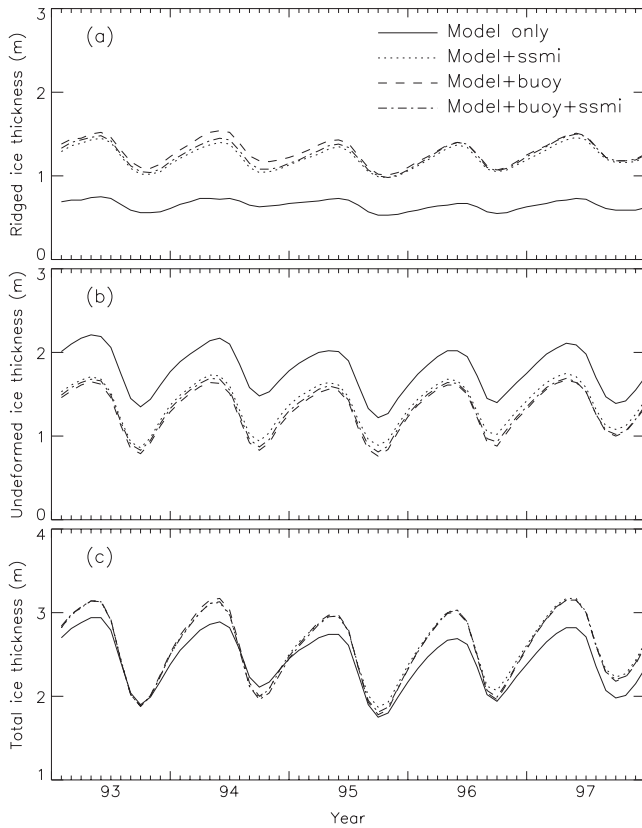 3
2
1
0
Ridged ice thickness (m)
(a)
Model only
Model+ssmi
Model+buoy
Model+buoy+ssmi
3
2
1
0
Undeformed ice thickness (m)
(b)
4
3
2
1
Total ice thickness (m)
(c)
93 94 95 96 97
Year